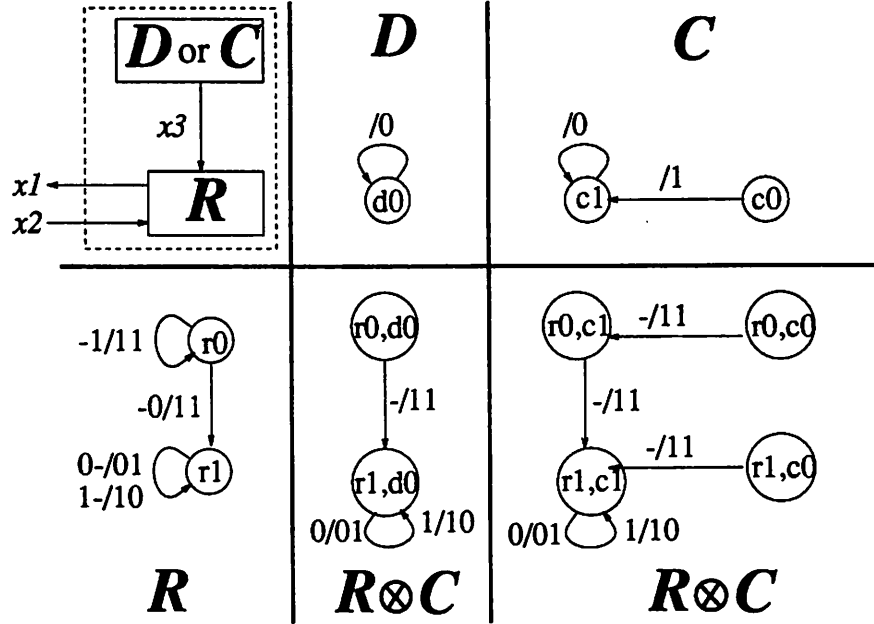 D or C
x3
x1
R
x2
D
/0
d0
C
/0
c1
/1
c0
-1/11
r0
-0/11
0-/01
1-/10
r1
R
r0,d0
-/11
r1,d0
0/01
1/10
R⊗C
r0,c1
-/11
r0,c0
-/11
r1,c1
-/11
r1,c0
0/01
1/10
R⊗C